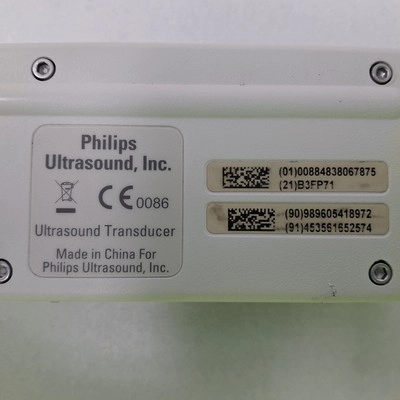 Philips
Ultrasound, Inc.
CE 0086
Ultrasound Transducer
Made in China For
Philips Ultrasound, Inc.
(01)00884838067875
(21)B3FP71
(90)989605418972
(91)453561652574